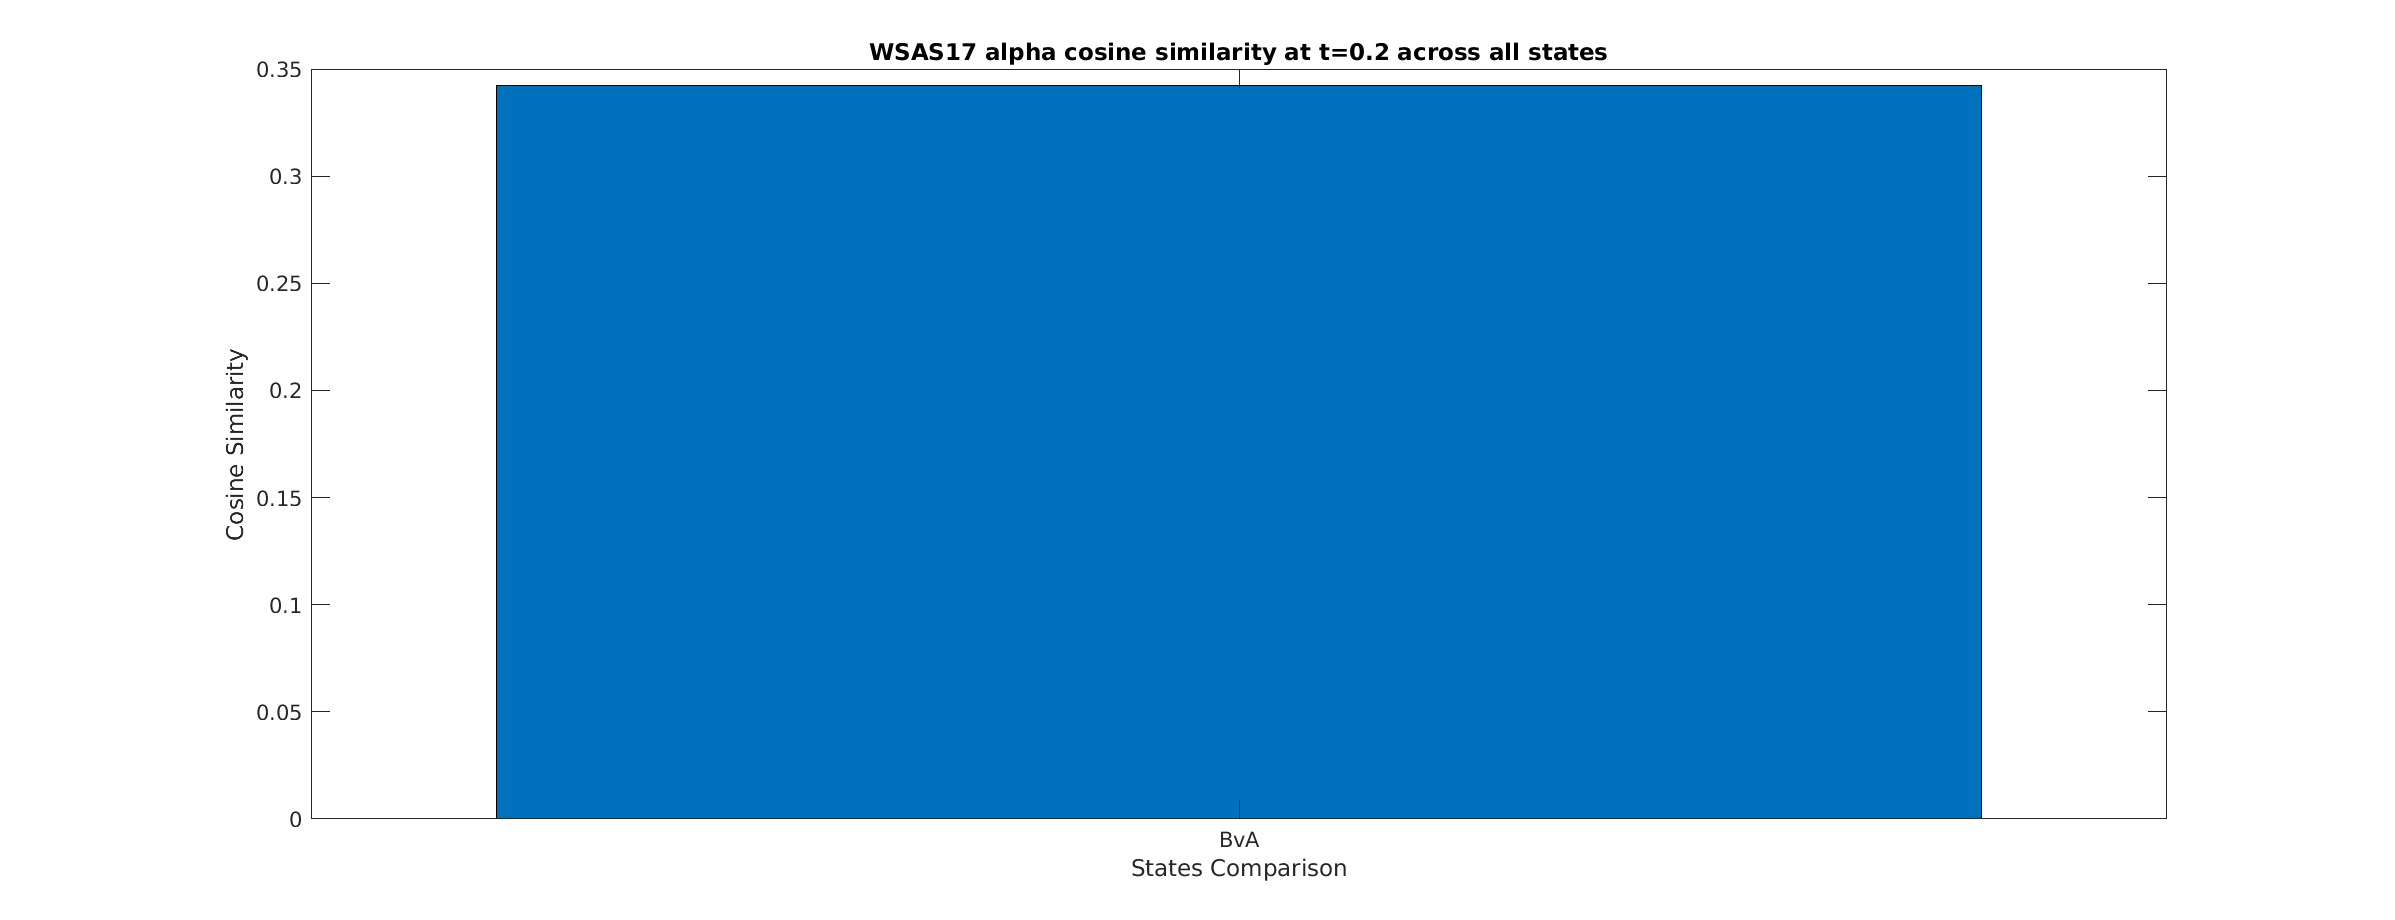 WSAS17 alpha cosine similarity at t=0.2 across all states
0.35
0.3
0.25
0.2
0.15
0.1
0.05
0
Cosine Similarity
BvA
States Comparison